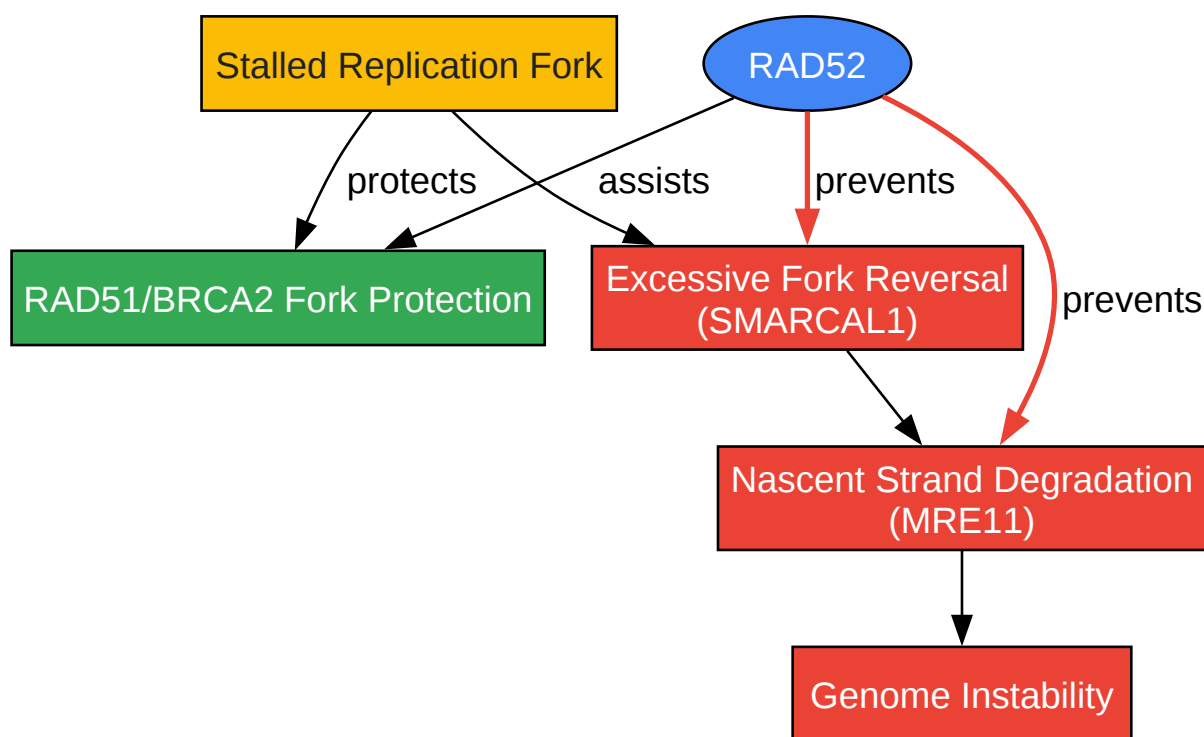 Stalled Replication Fork
RAD52
protects
assists
prevents
RAD51/BRCA2 Fork Protection
Excessive Fork Reversal
(SMARCAL1)
prevents
Nascent Strand Degradation
(MRE11)
Genome Instability